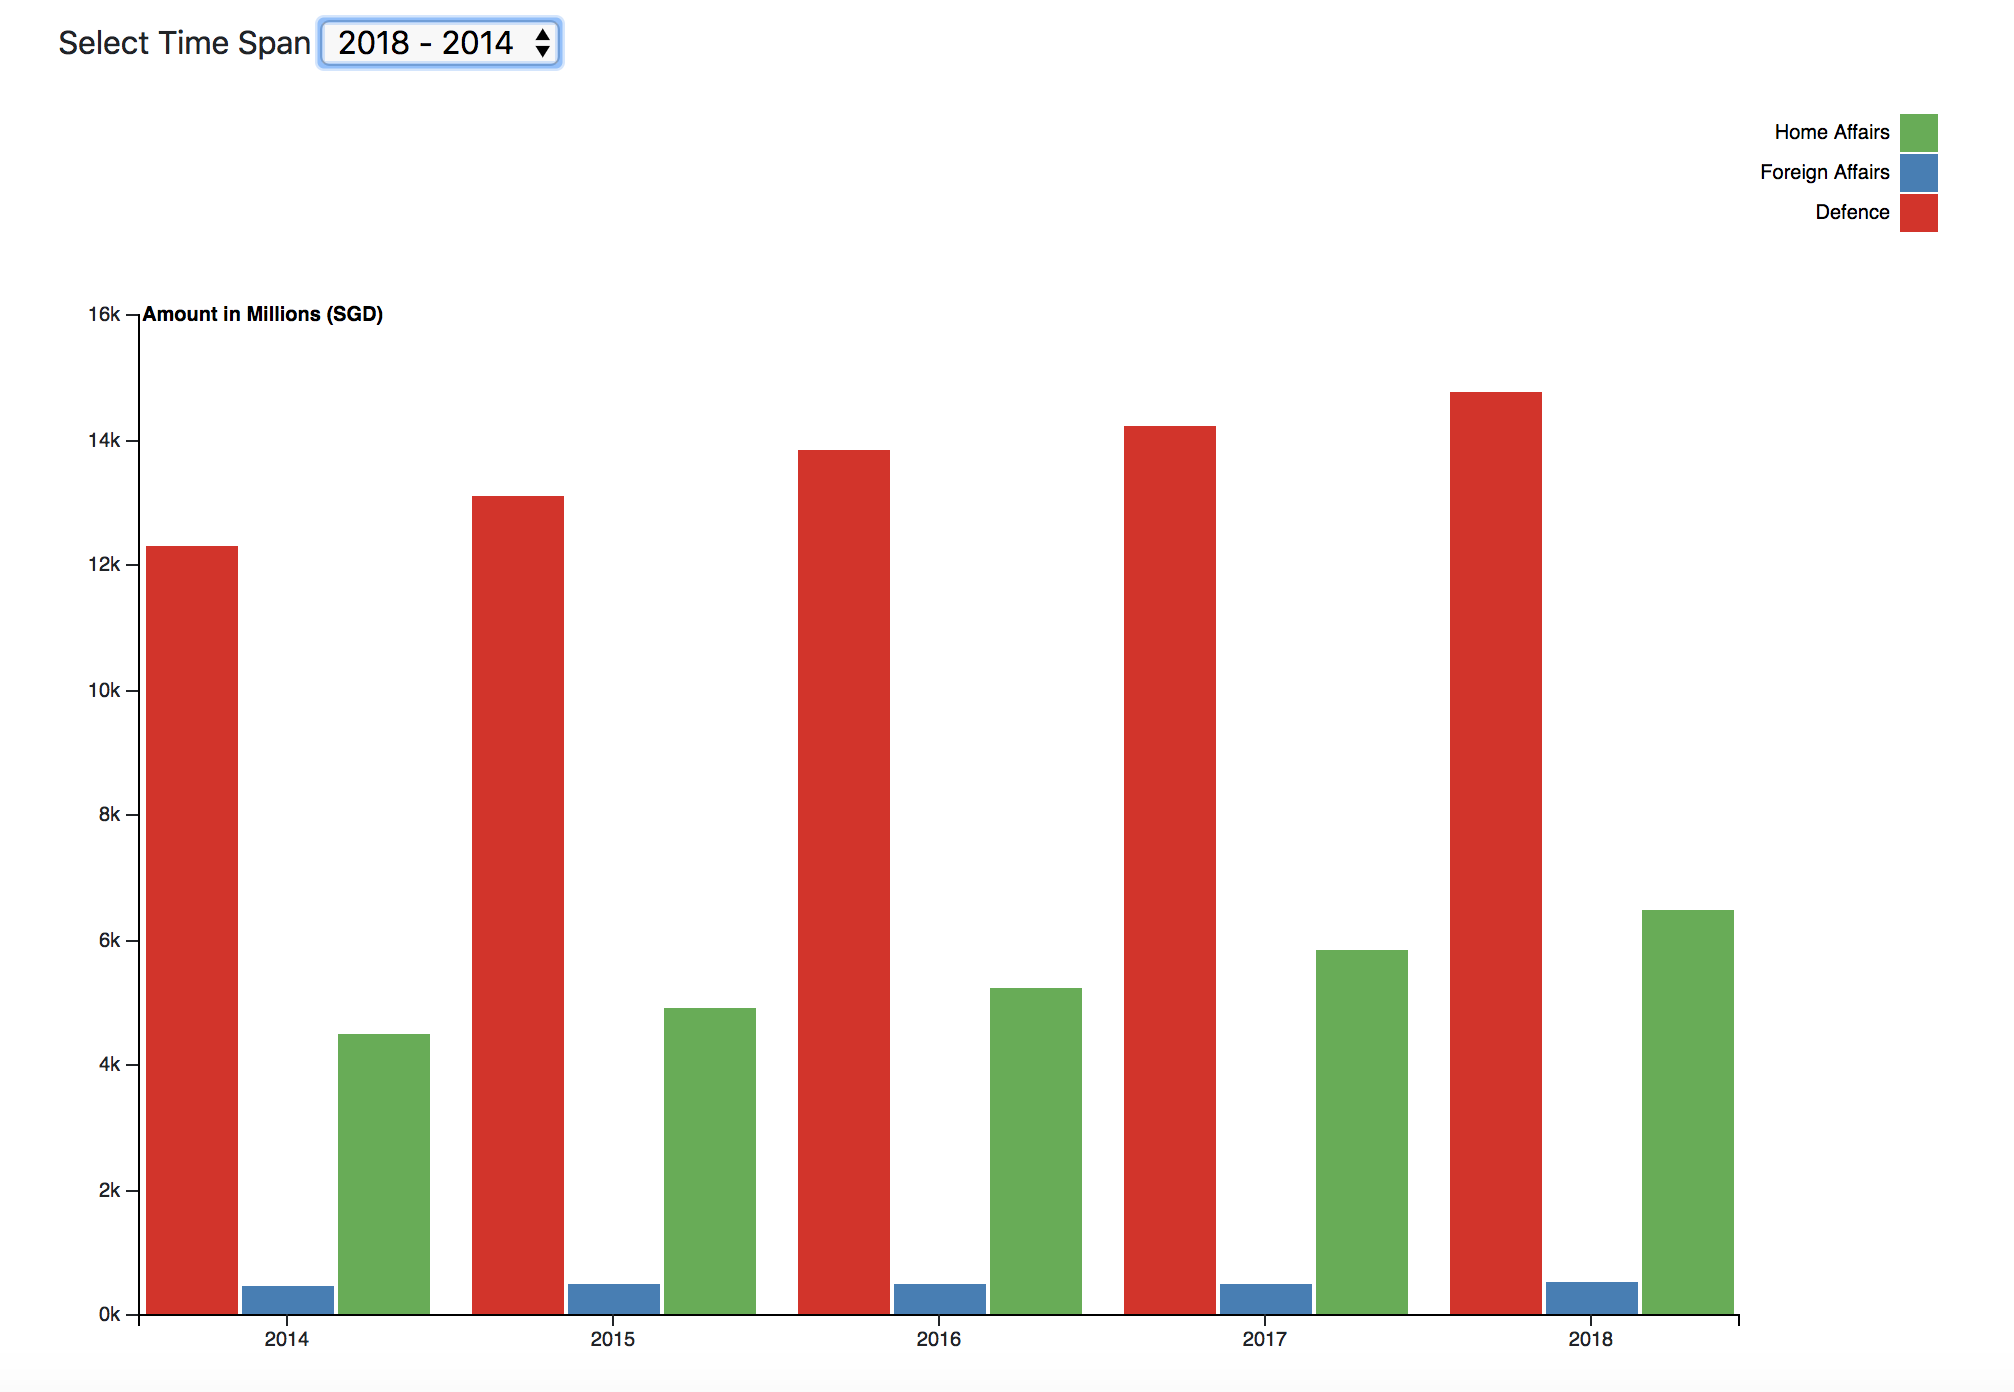 Select Time Span 2018 - 2014
Home Affairs
Foreign Affairs
Defence
Amount in Millions (SGD)
16k
14k
12k
10k
8k
6k
4k
2k
0k
2014 2015 2016 2017 2018